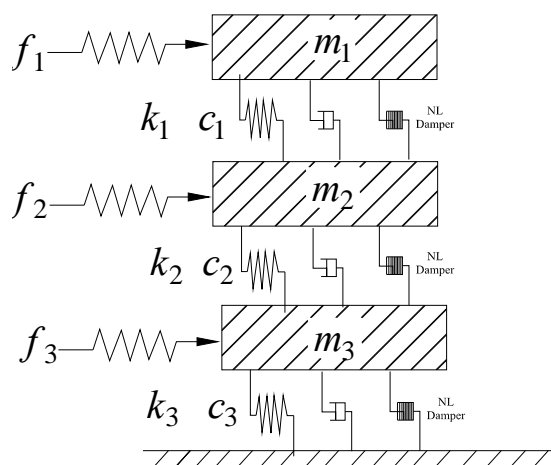 f1
m1
k1 c1
NL
Damper
f2
m2
k2 c2
NL
Damper
f3
m3
k3 c3
NL
Damper